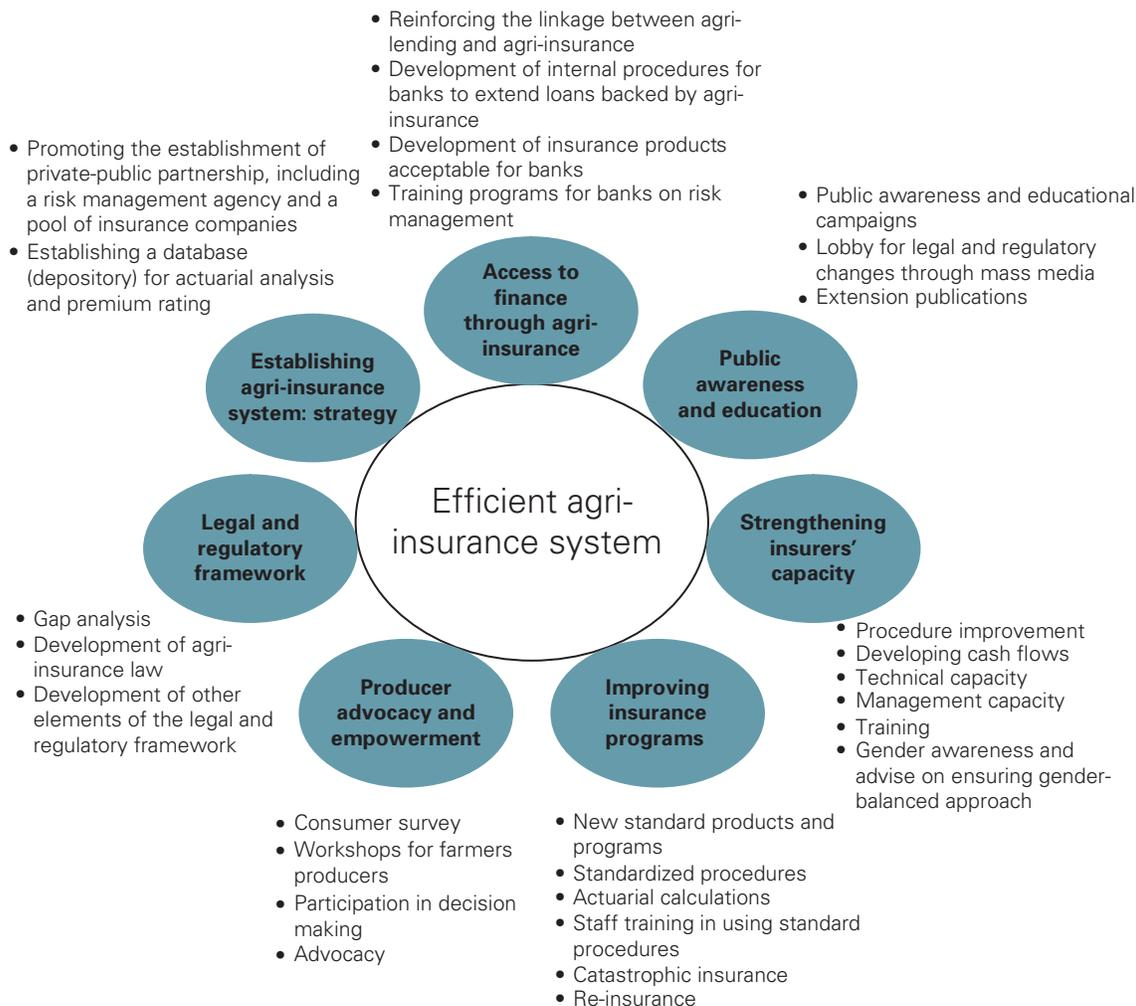 • Reinforcing the linkage between agri-
lending and agri-insurance
• Development of internal procedures for
banks to extend loans backed by agri-
insurance
• Development of insurance products
acceptable for banks
• Training programs for banks on risk
management
• Promoting the establishment of
private-public partnership, including
a risk management agency and a
pool of insurance companies
• Establishing a database
(depository) for actuarial analysis
and premium rating
• Public awareness and educational
campaigns
• Lobby for legal and regulatory
changes through mass media
• Extension publications
Access to
finance
through agri-
insurance
Establishing
agri-insurance
system: strategy
Public
awareness
and education
Efficient agri-
insurance system
Legal and
regulatory
framework
Strengthening
insurers’
capacity
• Gap analysis
• Development of agri-
insurance law
• Development of other
elements of the legal and
regulatory framework
• Procedure improvement
• Developing cash flows
• Technical capacity
• Management capacity
• Training
• Gender awareness and
advise on ensuring gender-
balanced approach
Producer
advocacy and
empowerment
Improving
insurance
programs
• Consumer survey
• Workshops for farmers
producers
• Participation in decision
making
• Advocacy
• New standard products and
programs
• Standardized procedures
• Actuarial calculations
• Staff training in using standard
procedures
• Catastrophic insurance
• Re-insurance